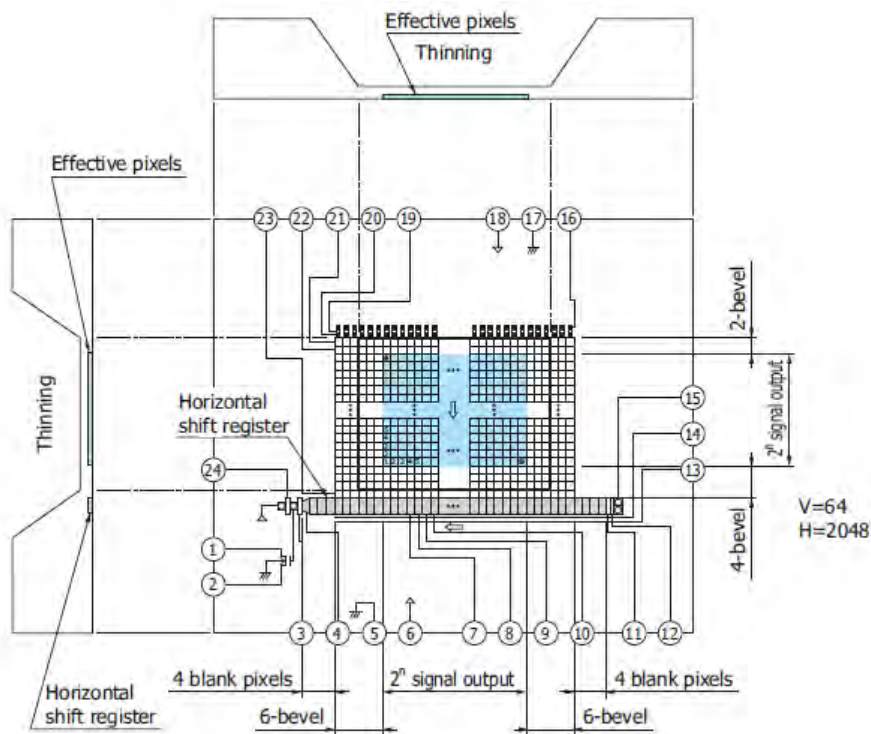 Effective pixels
Thinning
Effective pixels
23
22
21
20
19
18
17
16
2-bevel
Thinning
Horizontal
shift register
15
2ⁿ signal output
14
24
13
V=64
H=2048
1
4-bevel
2
3
4
5
6
7
8
9
10
11
12
4 blank pixels
2ⁿ signal output
4 blank pixels
Horizontal
shift register
6-bevel
6-bevel